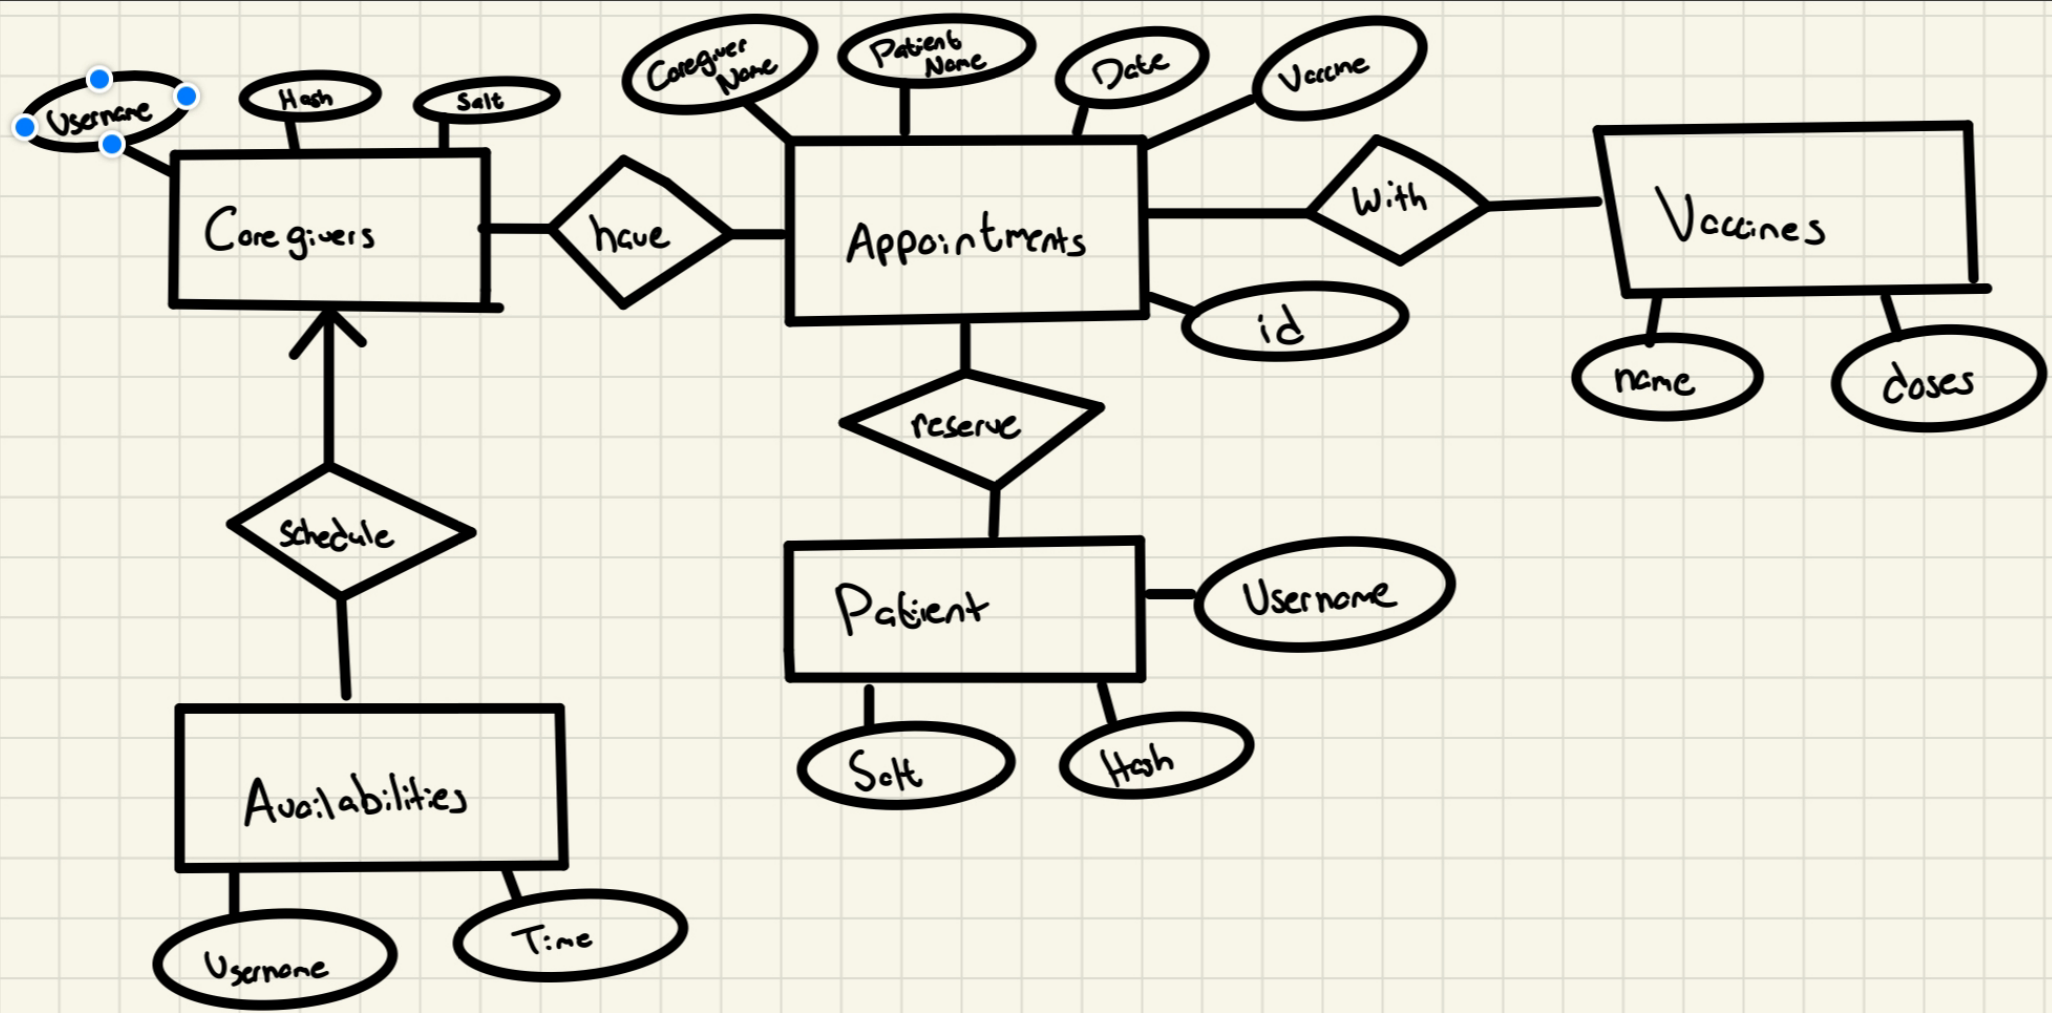 Username
Hash
Salt
Caregiver
Name
Patient
Name
Date
Vaccine
Caregivers
have
Appointments
With
Vaccines
id
name
doses
reserve
schedule
Patient
Username
Salt
Hash
Availabilities
Username
Time